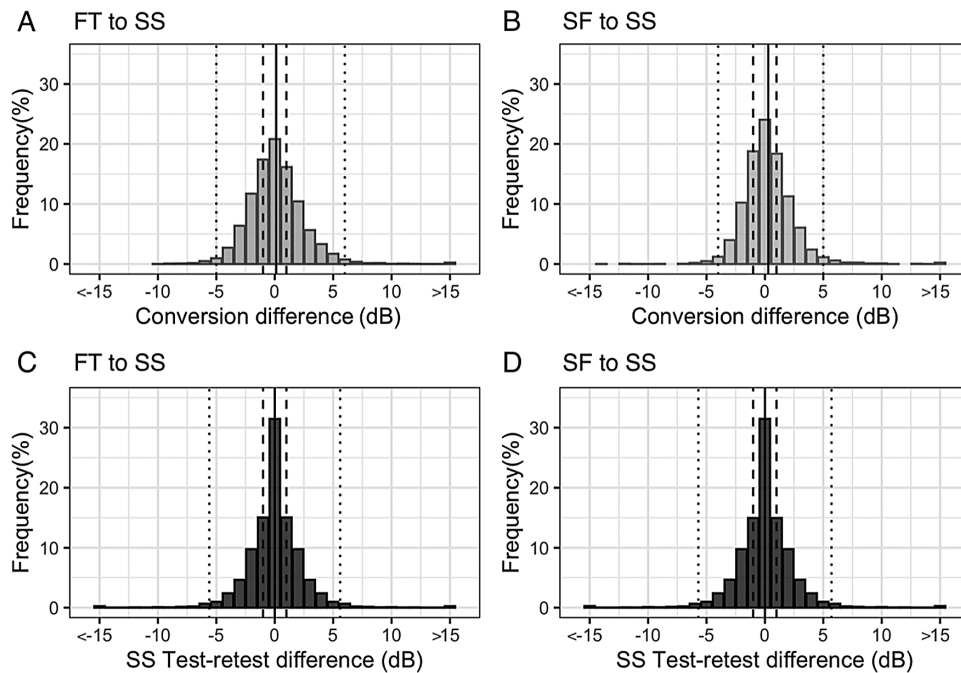 A FT to SS
Frequency(%)
30
20
10
0
<-15 -10 -5 0 5 10 >15
Conversion difference (dB)
B SF to SS
Frequency(%)
30
20
10
0
<-15 -10 -5 0 5 10 >15
Conversion difference (dB)
C FT to SS
Frequency(%)
30
20
10
0
<-15 -10 -5 0 5 10 >15
SS Test-retest difference (dB)
D SF to SS
Frequency(%)
30
20
10
0
<-15 -10 -5 0 5 10 >15
SS Test-retest difference (dB)